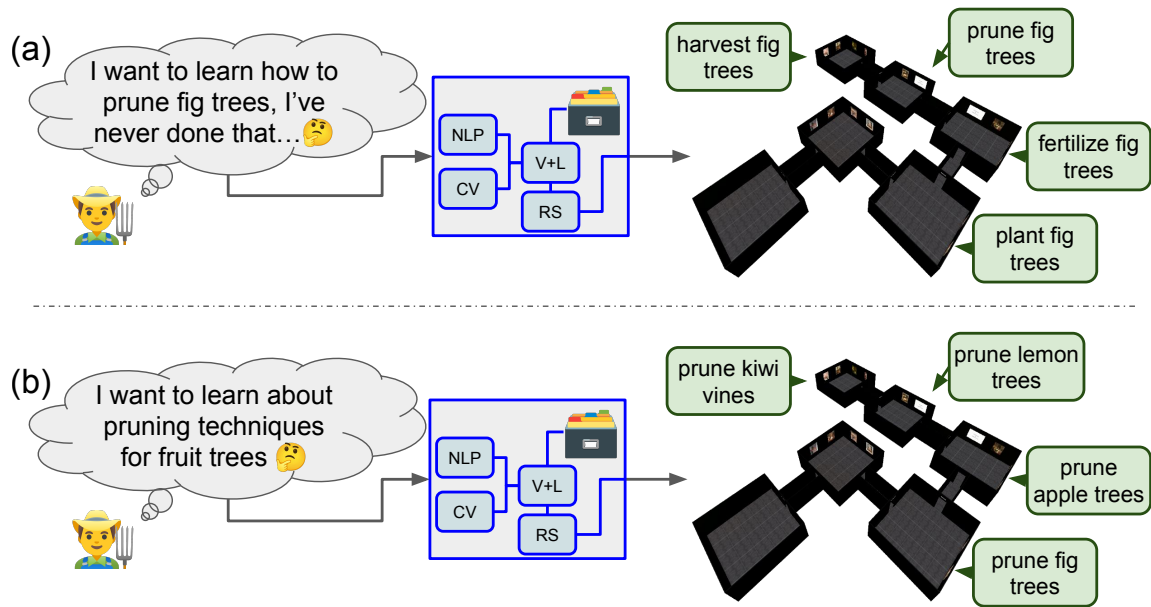 (a)
I want to learn how to
prune fig trees, I've
never done that...🤔
NLP
CV
V+L
RS
harvest fig
trees
prune fig
trees
fertilize fig
trees
plant fig
trees
(b)
I want to learn about
pruning techniques
for fruit trees 🤔
NLP
CV
V+L
RS
prune kiwi
vines
prune lemon
trees
prune
apple trees
prune fig
trees